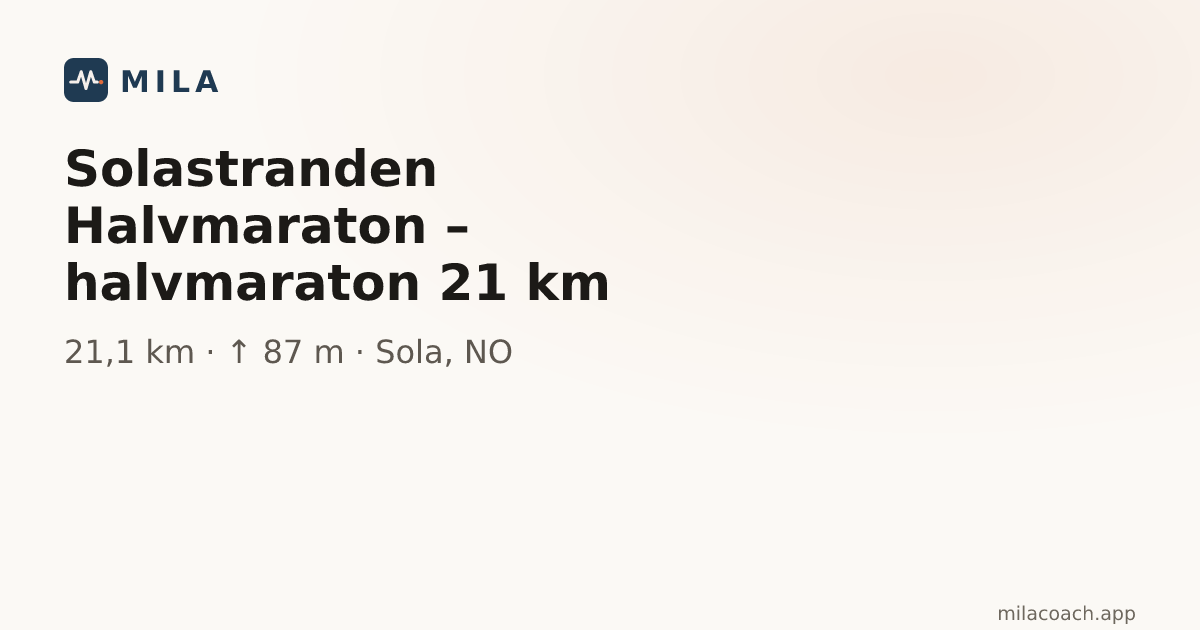 MILA
Solastranden
Halvmaraton –
halvmaraton 21 km
21,1 km · ↑ 87 m · Sola, NO
milacoach.app